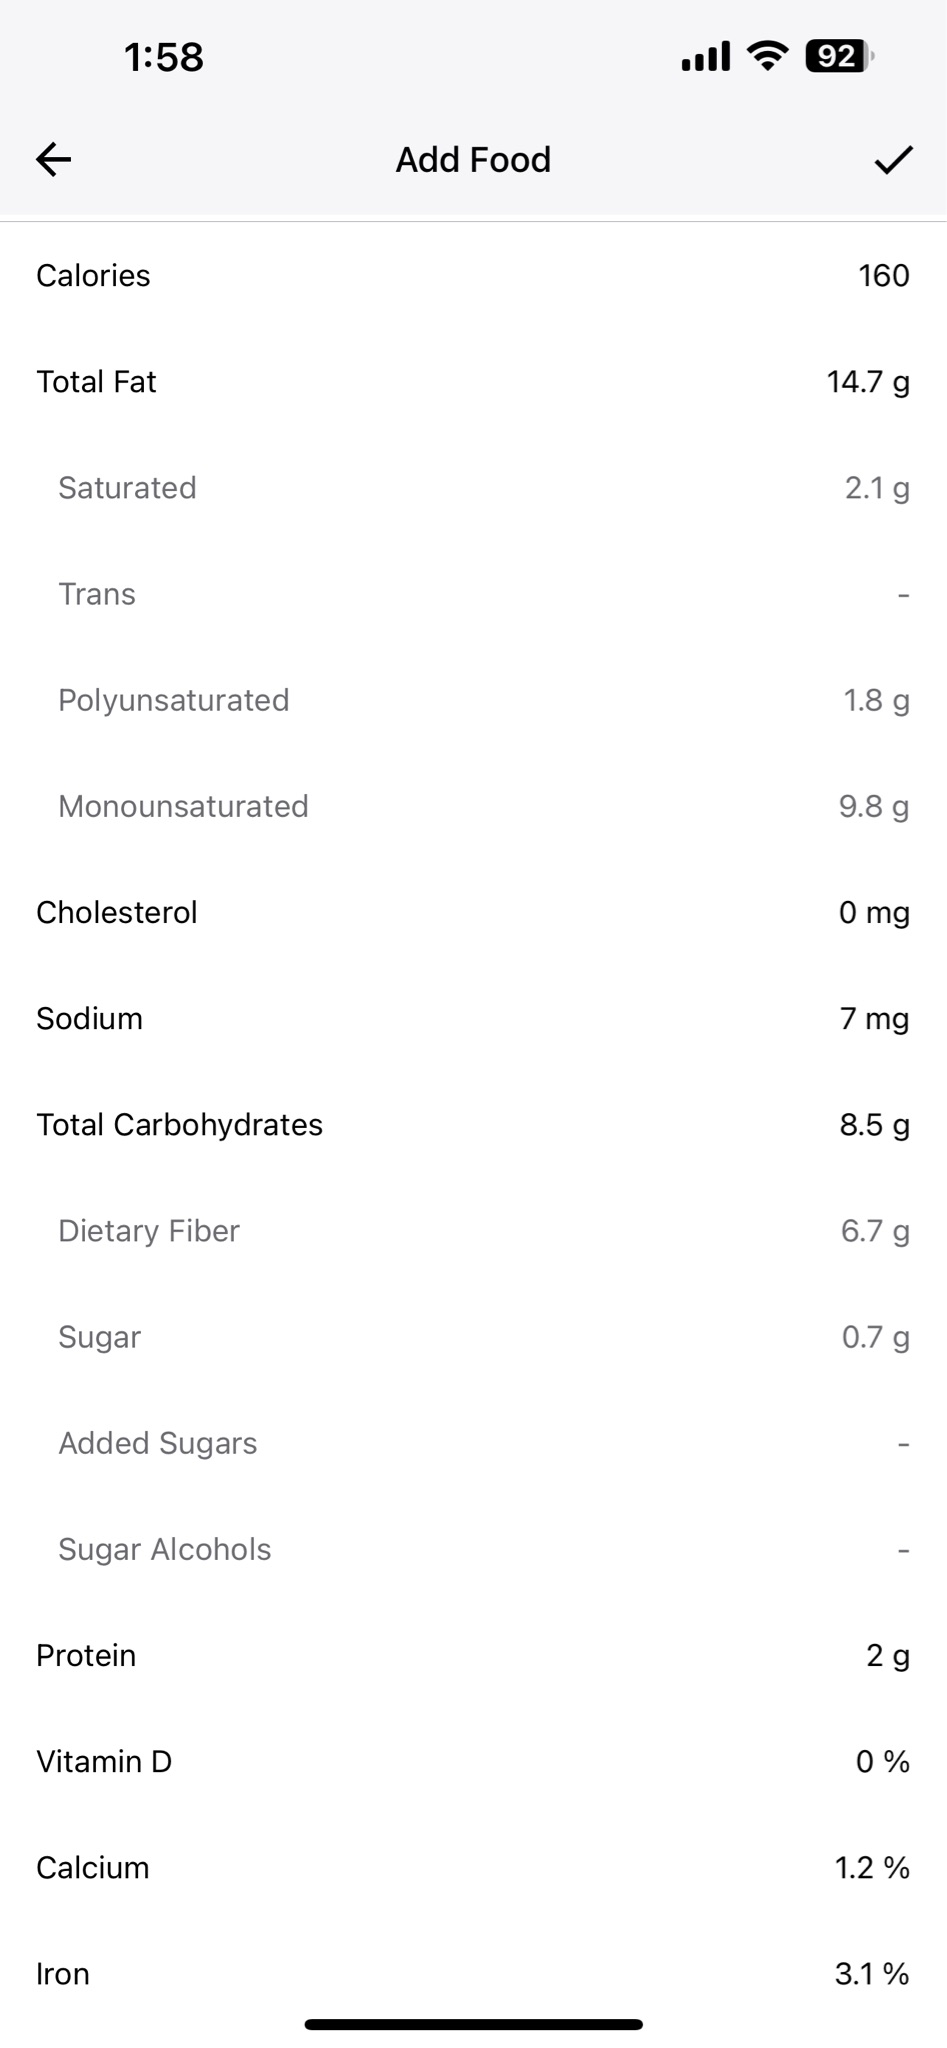 1:58
92
Add Food
Calories 160
Total Fat 14.7 g
Saturated 2.1 g
Trans -
Polyunsaturated 1.8 g
Monounsaturated 9.8 g
Cholesterol 0 mg
Sodium 7 mg
Total Carbohydrates 8.5 g
Dietary Fiber 6.7 g
Sugar 0.7 g
Added Sugars -
Sugar Alcohols -
Protein 2 g
Vitamin D 0 %
Calcium 1.2 %
Iron 3.1 %